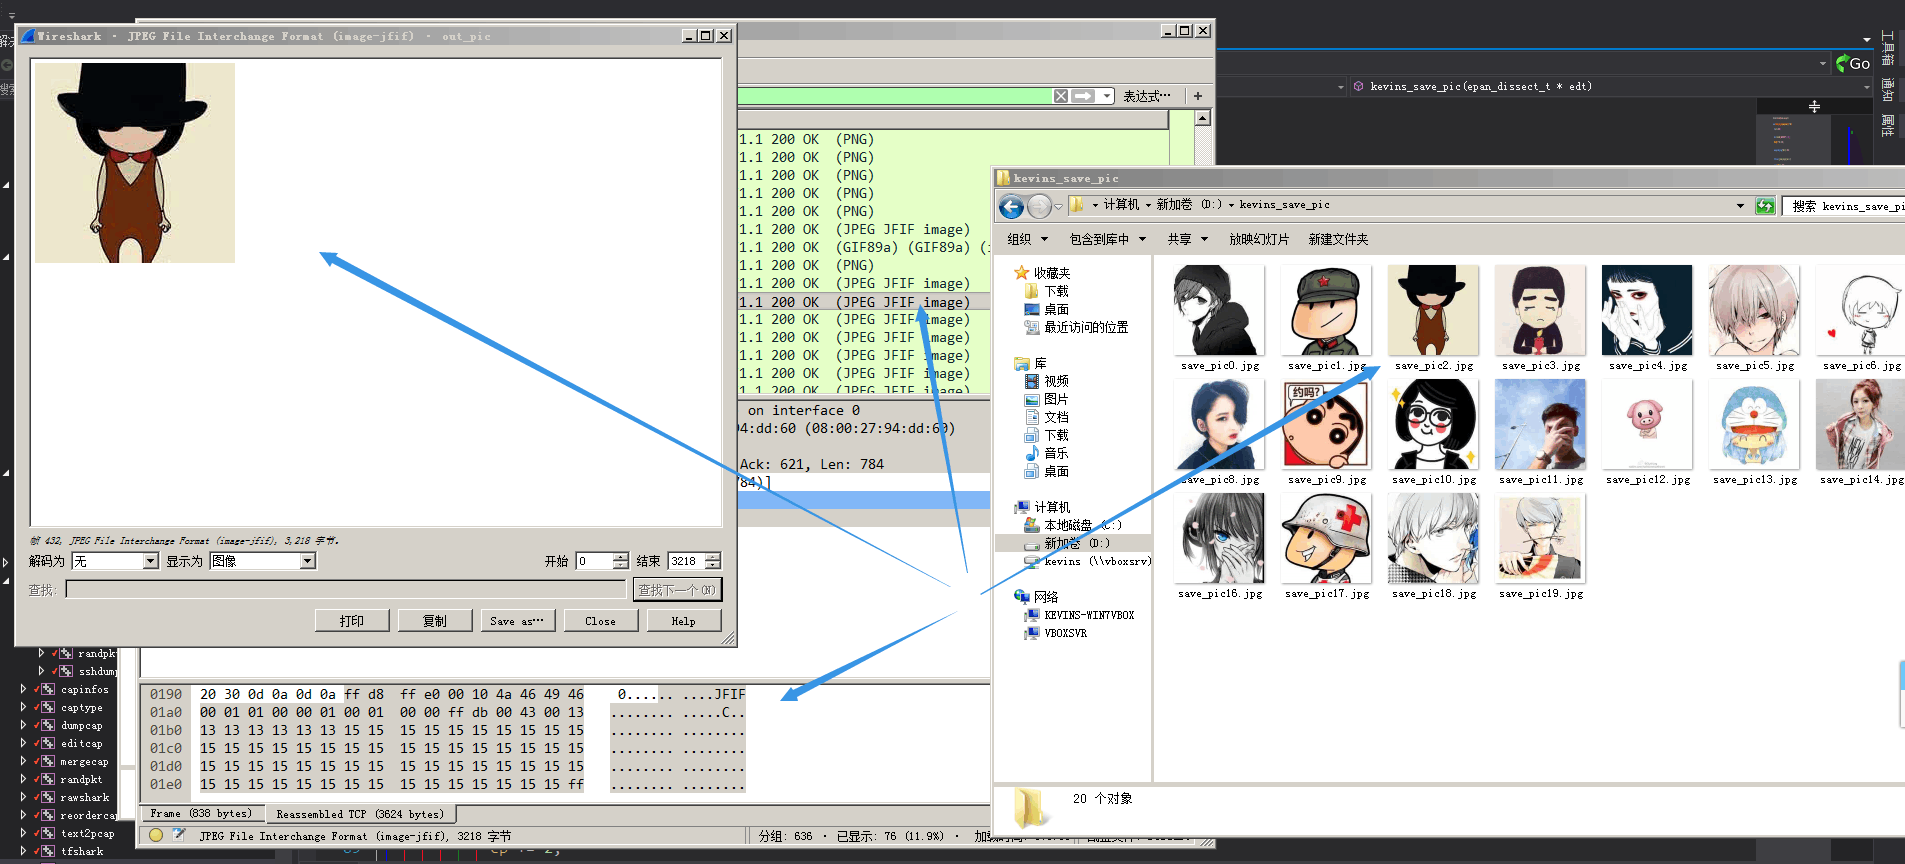 Wireshark · JPEG File Interchange Format (image-jfif) · out_pic
帧 432, JPEG File Interchange Format (image-jfif), 3,218 字节.
解码为 无 显示为 图像 开始 0 结束 3218
查找: 查找下一个(N)
打印 复制 Save as… Close Help
表达式… +
1.1 200 OK (PNG)
1.1 200 OK (PNG)
1.1 200 OK (PNG)
1.1 200 OK (PNG)
1.1 200 OK (PNG)
1.1 200 OK (JPEG JFIF image)
1.1 200 OK (GIF89a) (GIF89a) (
1.1 200 OK (PNG)
1.1 200 OK (JPEG JFIF image)
1.1 200 OK (JPEG JFIF image)
1.1 200 OK (JPEG JFIF image)
1.1 200 OK (JPEG JFIF image)
1.1 200 OK (JPEG JFIF image)
1.1 200 OK (JPEG JFIF image)
1.1 200 OK (JPEG JFIF image)
on interface 0
94:dd:60 (08:00:27:94:dd:60)
Ack: 621, Len: 784
784)]
0190 20 30 0d 0a 0d 0a ff d8 ff e0 00 10 4a 46 49 46 0...... ....JFIF
01a0 00 01 01 00 00 01 00 01 00 00 ff db 00 43 00 13 ........ .....C..
01b0 13 13 13 13 13 13 15 15 15 15 15 15 15 15 15 15 ........ ........
01c0 15 15 15 15 15 15 15 15 15 15 15 15 15 15 15 15 ........ ........
01d0 15 15 15 15 15 15 15 15 15 15 15 15 15 15 15 15 ........ ........
01e0 15 15 15 15 15 15 15 15 15 15 15 15 15 15 15 ff ........ ........
Frame (838 bytes) Reassembled TCP (3624 bytes)
JPEG File Interchange Format (image-jfif), 3218 字节 分组: 636 · 已显示: 76 (11.9%) ·
randpk
sshdum
capinfos
captype
dumpcap
editcap
mergecap
randpkt
rawshark
reorderca
text2pcap
tfshark
Go
kevins_save_pic(epan_dissect_t * edt)
工具箱
通知
属性
kevins_save_pic
计算机 新加卷 (D:) kevins_save_pic
搜索 kevins_save_pi
组织 包含到库中 共享 放映幻灯片 新建文件夹
收藏夹
下载
桌面
最近访问的位置
库
视频
图片
文档
下载
音乐
桌面
计算机
本地磁盘 (C:)
新加卷 (D:)
kevins (\\vboxsrv)
网络
KEVINS-WIN7VBOX
VBOXSVR
save_pic0.jpg save_pic1.jpg save_pic2.jpg save_pic3.jpg save_pic4.jpg save_pic5.jpg save_pic6.jpg
约吗?
save_pic8.jpg save_pic9.jpg save_pic10.jpg save_pic11.jpg save_pic12.jpg save_pic13.jpg save_pic14.jpg
save_pic16.jpg save_pic17.jpg save_pic18.jpg save_pic19.jpg
20 个对象